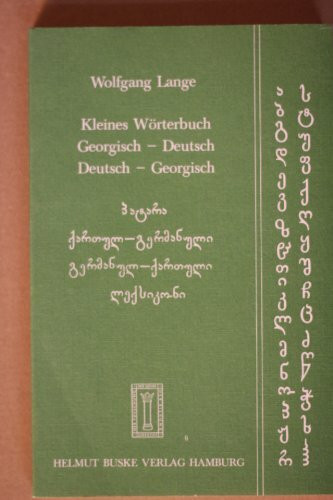 Wolfgang Lange
Kleines Wörterbuch
Georgisch – Deutsch
Deutsch – Georgisch
პატარა
ქართულ–გერმანული
გერმანულ–ქართული
ლექსიკონი
HELMUT BUSKE VERLAG HAMBURG
ა ბ გ დ ე ვ ზ თ ი კ ლ მ ნ ო პ ჟ რ
ს ტ უ ფ ქ ღ ყ შ ჩ ც ძ წ ჭ ხ ჯ ჰ